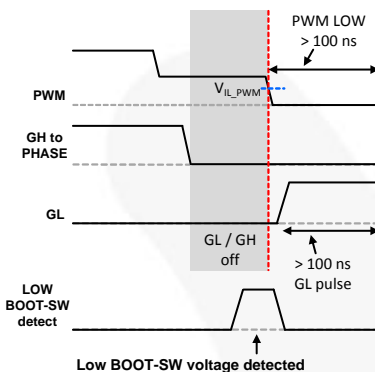 PWM LOW
> 100 ns
V_IL_PWM
PWM
GH to
PHASE
GL
GL / GH
off
> 100 ns
GL pulse
LOW
BOOT-SW
detect
Low BOOT-SW voltage detected